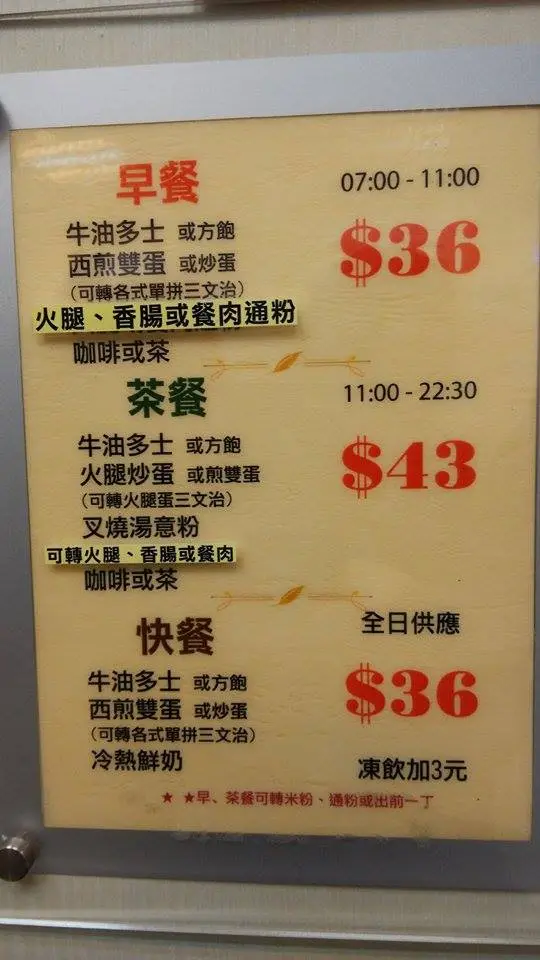 早餐 07:00 - 11:00
牛油多士 或方飽 $36
西煎雙蛋 或炒蛋
(可轉各式單拼三文治)
火腿、香腸或餐肉通粉
咖啡或茶
茶餐 11:00 - 22:30
牛油多士 或方飽 $43
火腿炒蛋 或煎雙蛋
(可轉火腿蛋三文治)
叉燒湯意粉
可轉火腿、香腸或餐肉
咖啡或茶
快餐 全日供應
牛油多士 或方飽 $36
西煎雙蛋 或炒蛋
(可轉各式單拼三文治)
冷熱鮮奶 凍飲加3元
★ ★早、茶餐可轉米粉、通粉或出前一丁